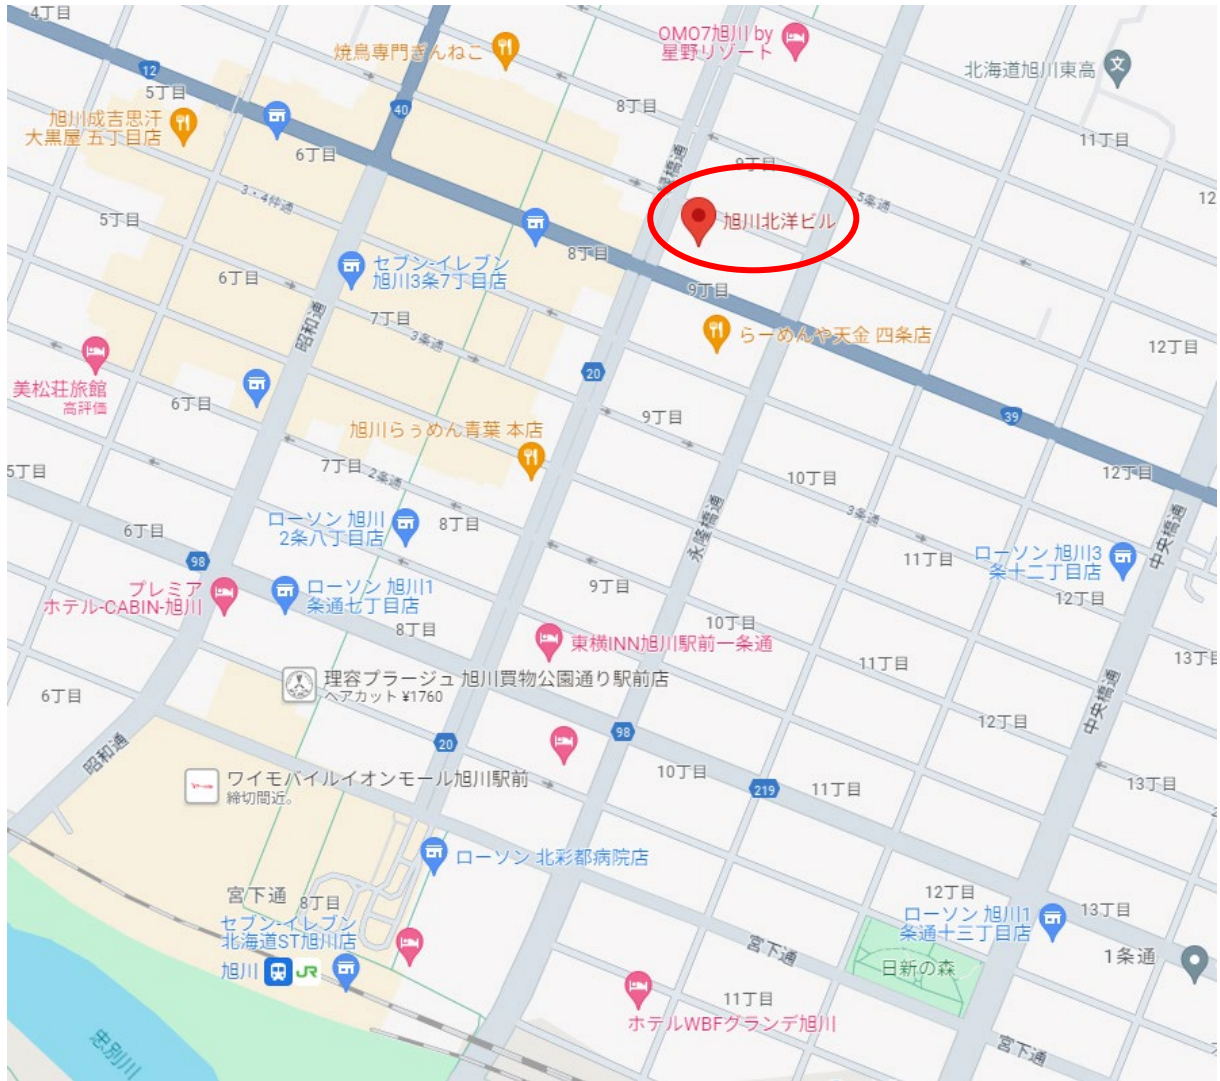 4丁目
焼鳥専門ぎんねこ
OMO7旭川 by
星野リゾート
北海道旭川東高
12
5丁目
旭川成吉思汗
大黒屋 五丁目店
40
8丁目
11丁目
6丁目
緑橋通
9丁目
3・4仲通
5条通
12
5丁目
旭川北洋ビル
8丁目
セブン-イレブン
旭川3条7丁目店
6丁目
9丁目
昭和通
7丁目
3条通
らーめんや天金 四条店
12丁目
20
美松荘旅館
高評価
6丁目
9丁目
39
旭川らぅめん青葉 本店
5丁目
7丁目
2条通
10丁目
12丁目
ローソン 旭川
2条八丁目店
8丁目
6丁目
永隆橋通
3条通
中央橋通
98
11丁目
ローソン 旭川3
条十二丁目店
プレミア
ホテル-CABIN-旭川
ローソン 旭川1
条通七丁目店
9丁目
12丁目
8丁目
10丁目
東横INN旭川駅前一条通
11丁目
13丁目
理容プラージュ 旭川買物公園通り駅前店
ヘアカット ¥1760
6丁目
中央橋通
12丁目
98
20
昭和通
ワイモバイルイオンモール旭川駅前
締切間近。
10丁目
219
11丁目
13丁目
ローソン 北彩都病院店
宮下通
8丁目
12丁目
13丁目
セブン-イレブン
北海道ST旭川店
ローソン 旭川1
条通十三丁目店
宮下通
1条通
旭川
JR
日新の森
11丁目
ホテルWBFグランデ旭川
忠別川
宮下通